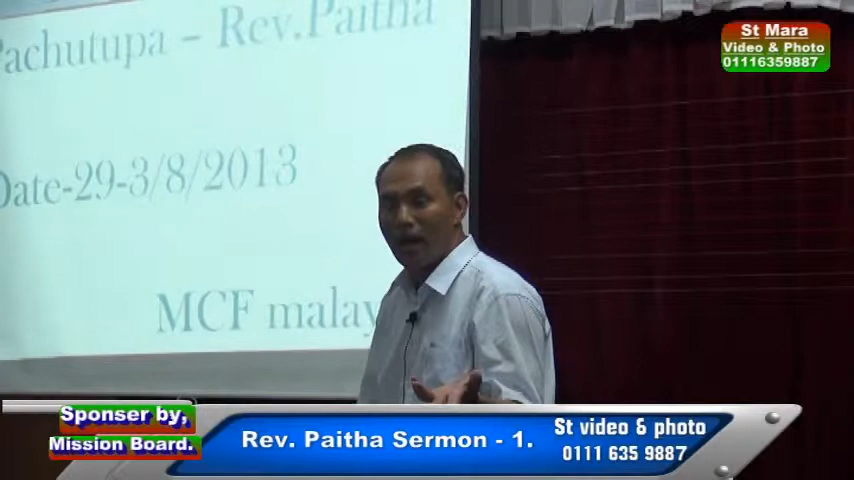 Pachutupa - Rev.Paitha
Date-29-3/8/2013
MCF malay
St Mara
Video & Photo
01116359887
Sponser by,
Mission Board.
Rev. Paitha Sermon - 1.
St video & photo
0111 635 9887